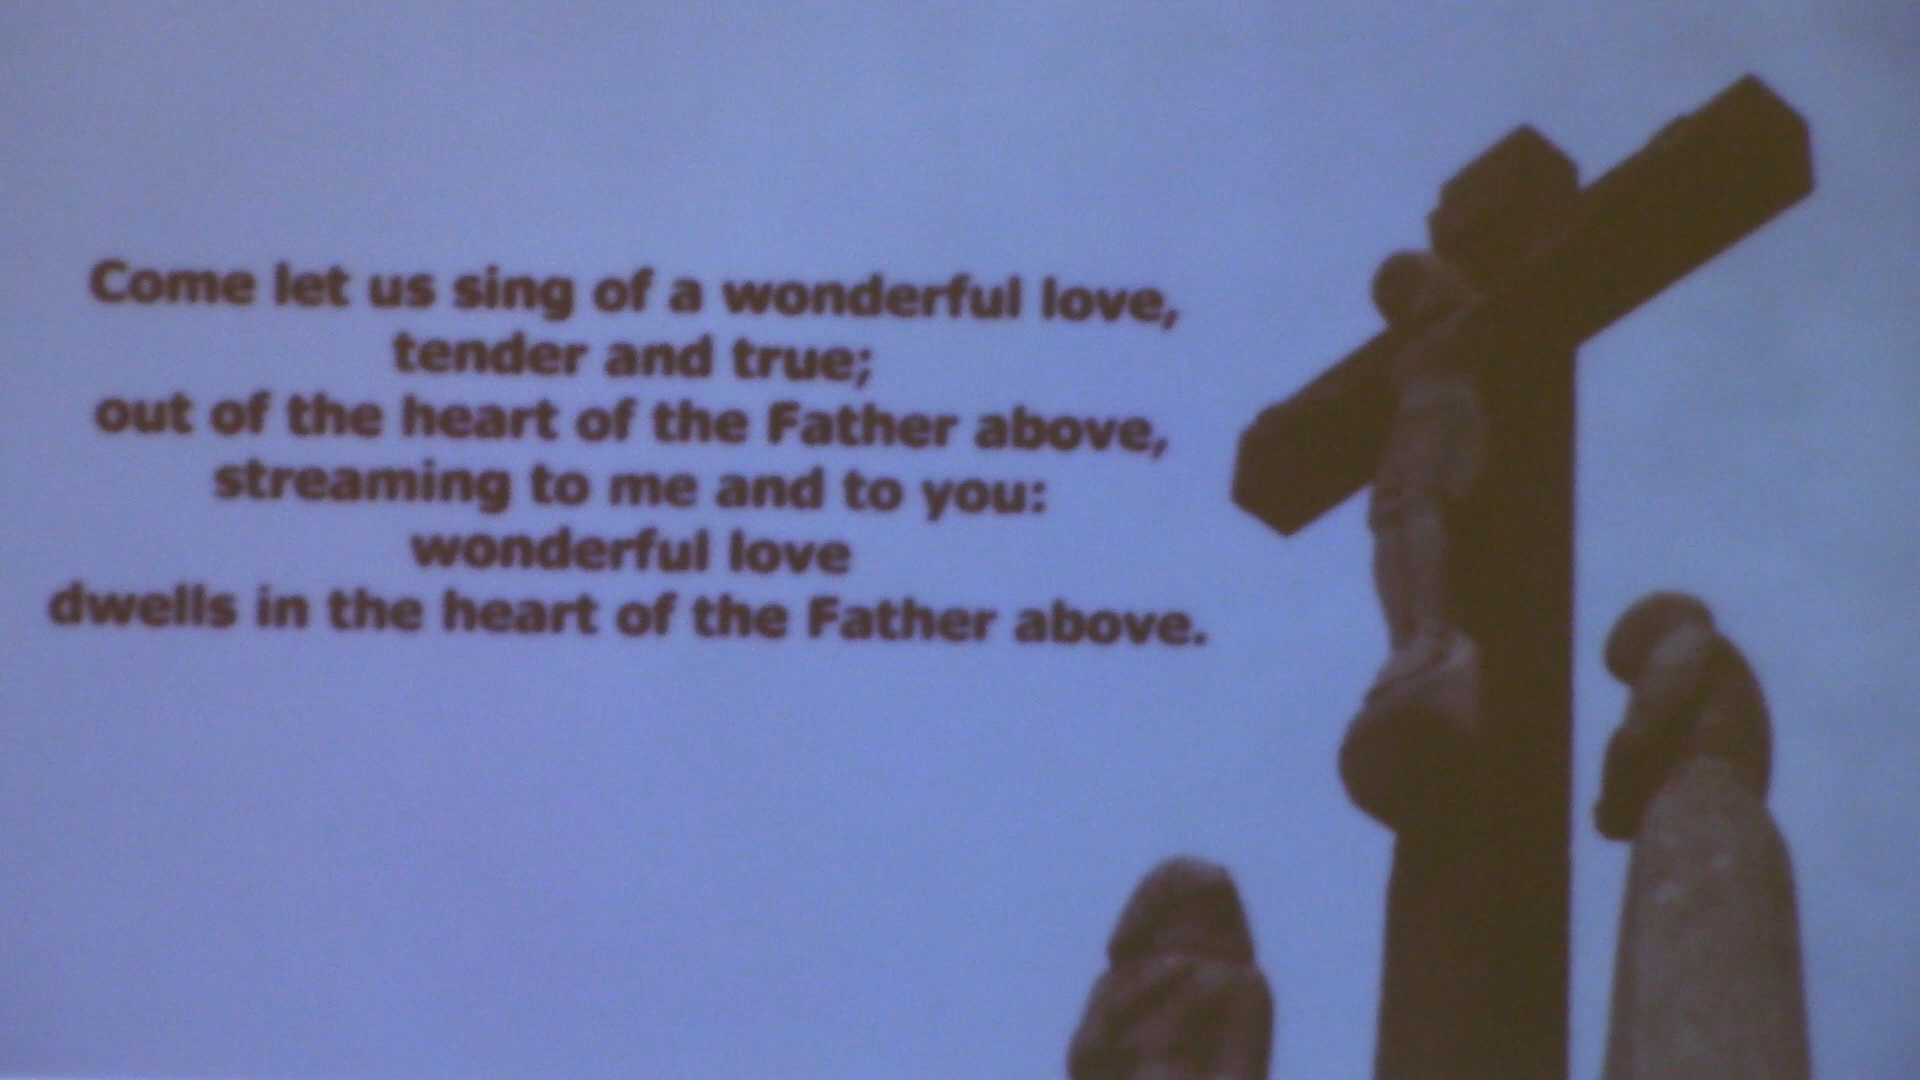 Come let us sing of a wonderful love,
tender and true;
out of the heart of the Father above,
streaming to me and to you:
wonderful love
dwells in the heart of the Father above.